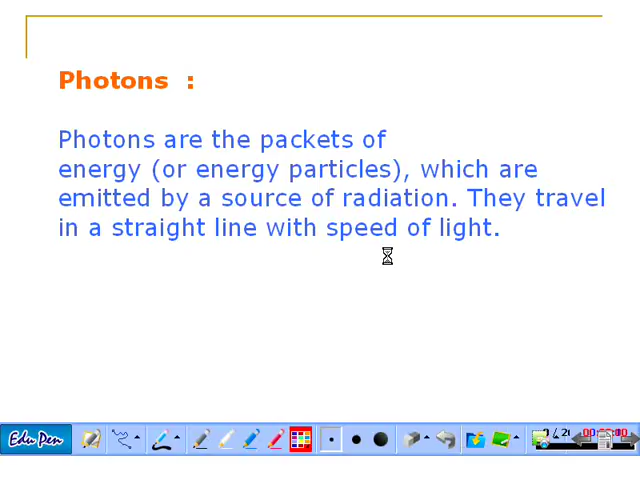 Photons :
Photons are the packets of
energy (or energy particles), which are
emitted by a source of radiation. They travel
in a straight line with speed of light.
Edu Pen